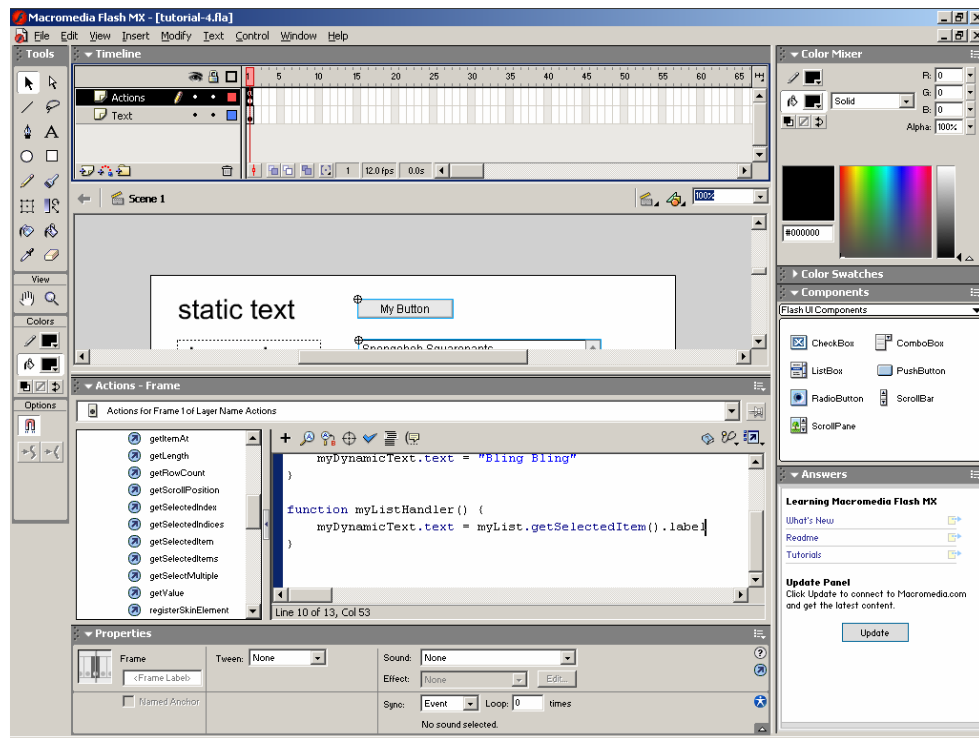 Macromedia Flash MX - [tutorial-4.fla]
File Edit View Insert Modify Text Control Window Help
Tools
Timeline
1 5 10 15 20 25 30 35 40 45 50 55 60 65
Actions
Text
1 12.0 fps 0.0s
Scene 1
100%
View
Colors
Options
static text
My Button
Spongebob Squarepants
Actions - Frame
Actions for Frame 1 of Layer Name Actions
getItemAt
getLength
getRowCount
getScrollPosition
getSelectedIndex
getSelectedIndices
getSelectedItem
getSelectedItems
getSelectMultiple
getValue
registerSkinElement
myDynamicText.text = "Bling Bling"
}
function myListHandler() {
myDynamicText.text = myList.getSelectedItem().label
}
Line 10 of 13, Col 53
Properties
Frame
<Frame Label>
Named Anchor
Tween: None
Sound: None
Effect: None Edit...
Sync: Event Loop: 0 times
No sound selected.
Color Mixer
R: 0
G: 0
B: 0
Solid
Alpha: 100%
#000000
Color Swatches
Components
Flash UI Components
CheckBox ComboBox
ListBox PushButton
RadioButton ScrollBar
ScrollPane
Answers
Learning Macromedia Flash MX
What's New
Readme
Tutorials
Update Panel
Click Update to connect to Macromedia.com
and get the latest content.
Update